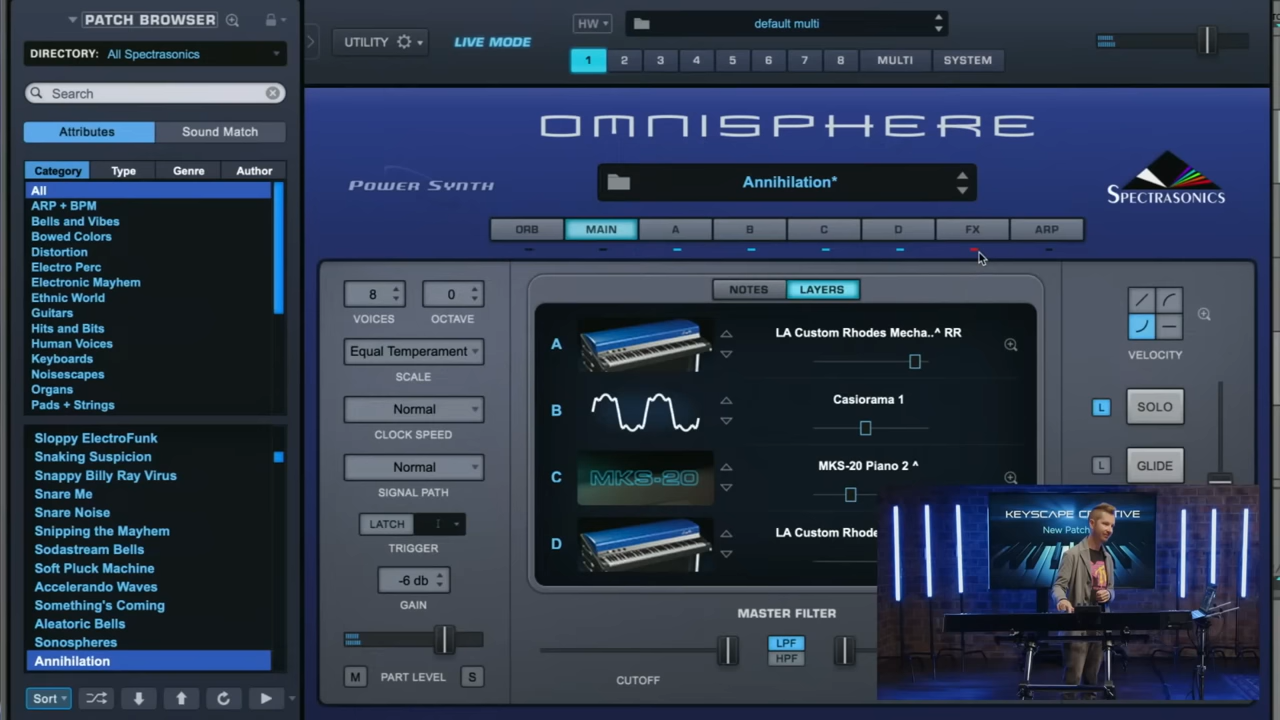 PATCH BROWSER
DIRECTORY: All Spectrasonics
Search
Attributes Sound Match
Category Type Genre Author
All
ARP + BPM
Bells and Vibes
Bowed Colors
Distortion
Electro Perc
Electronic Mayhem
Ethnic World
Guitars
Hits and Bits
Human Voices
Keyboards
Noisescapes
Organs
Pads + Strings
Sloppy ElectroFunk
Snaking Suspicion
Snappy Billy Ray Virus
Snare Me
Snare Noise
Snipping the Mayhem
Sodastream Bells
Soft Pluck Machine
Accelerando Waves
Something's Coming
Aleatoric Bells
Sonospheres
Annihilation
Sort
UTILITY LIVE MODE HW default multi
1 2 3 4 5 6 7 8 MULTI SYSTEM
OMNISPHERE
POWER SYNTH
Annihilation*
SPECTRASONICS
ORB MAIN A B C D FX ARP
NOTES LAYERS
8 0
VOICES OCTAVE
Equal Temperament
SCALE
Normal
CLOCK SPEED
Normal
SIGNAL PATH
LATCH
TRIGGER
-6 db
GAIN
M PART LEVEL S
A LA Custom Rhodes Mecha..^ RR
B Casiorama 1
C MKS-20 MKS-20 Piano 2 ^
D LA Custom Rhode
MASTER FILTER
LPF
HPF
CUTOFF
VELOCITY
L SOLO
L GLIDE
KEYSCAPE
New Patch